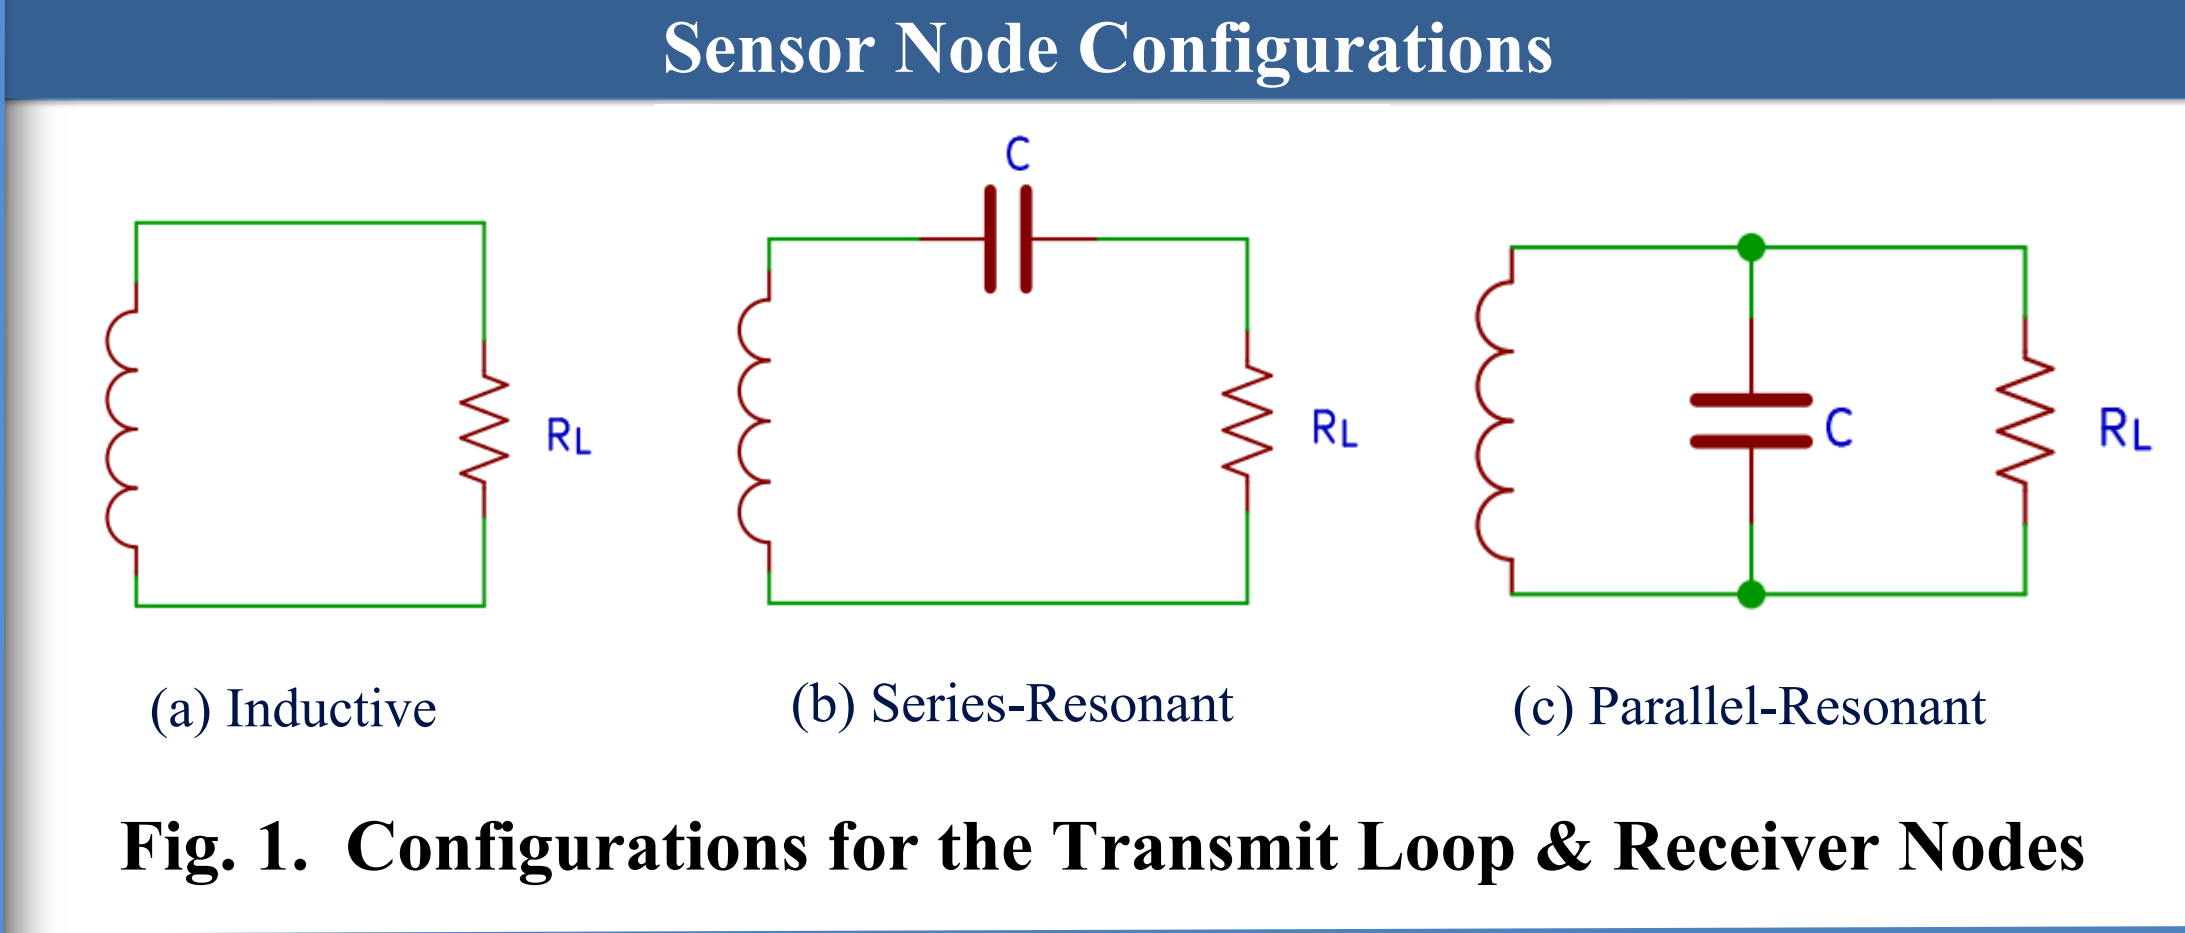 Sensor Node Configurations
C
RL
RL
C
RL
(a) Inductive
(b) Series-Resonant
(c) Parallel-Resonant
Fig. 1. Configurations for the Transmit Loop & Receiver Nodes